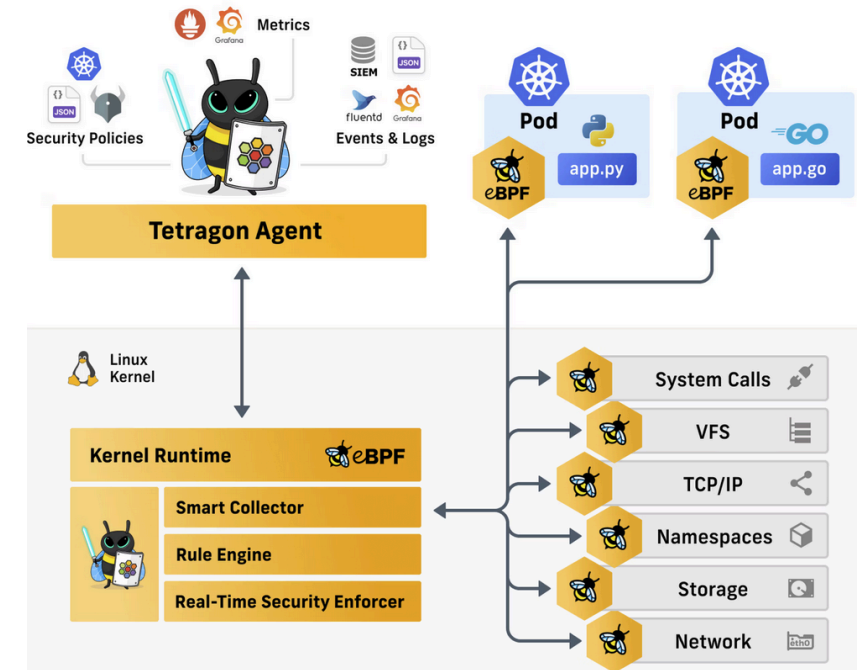 Metrics
Grafana
{}
JSON
SIEM
{}
JSON
fluentd
Grafana
Security Policies
Events & Logs
Tetragon Agent
Pod
eBPF
app.py
Pod
GO
eBPF
app.go
Linux
Kernel
Kernel Runtime
eBPF
Smart Collector
Rule Engine
Real-Time Security Enforcer
System Calls
VFS
TCP/IP
Namespaces
Storage
Network
eth0